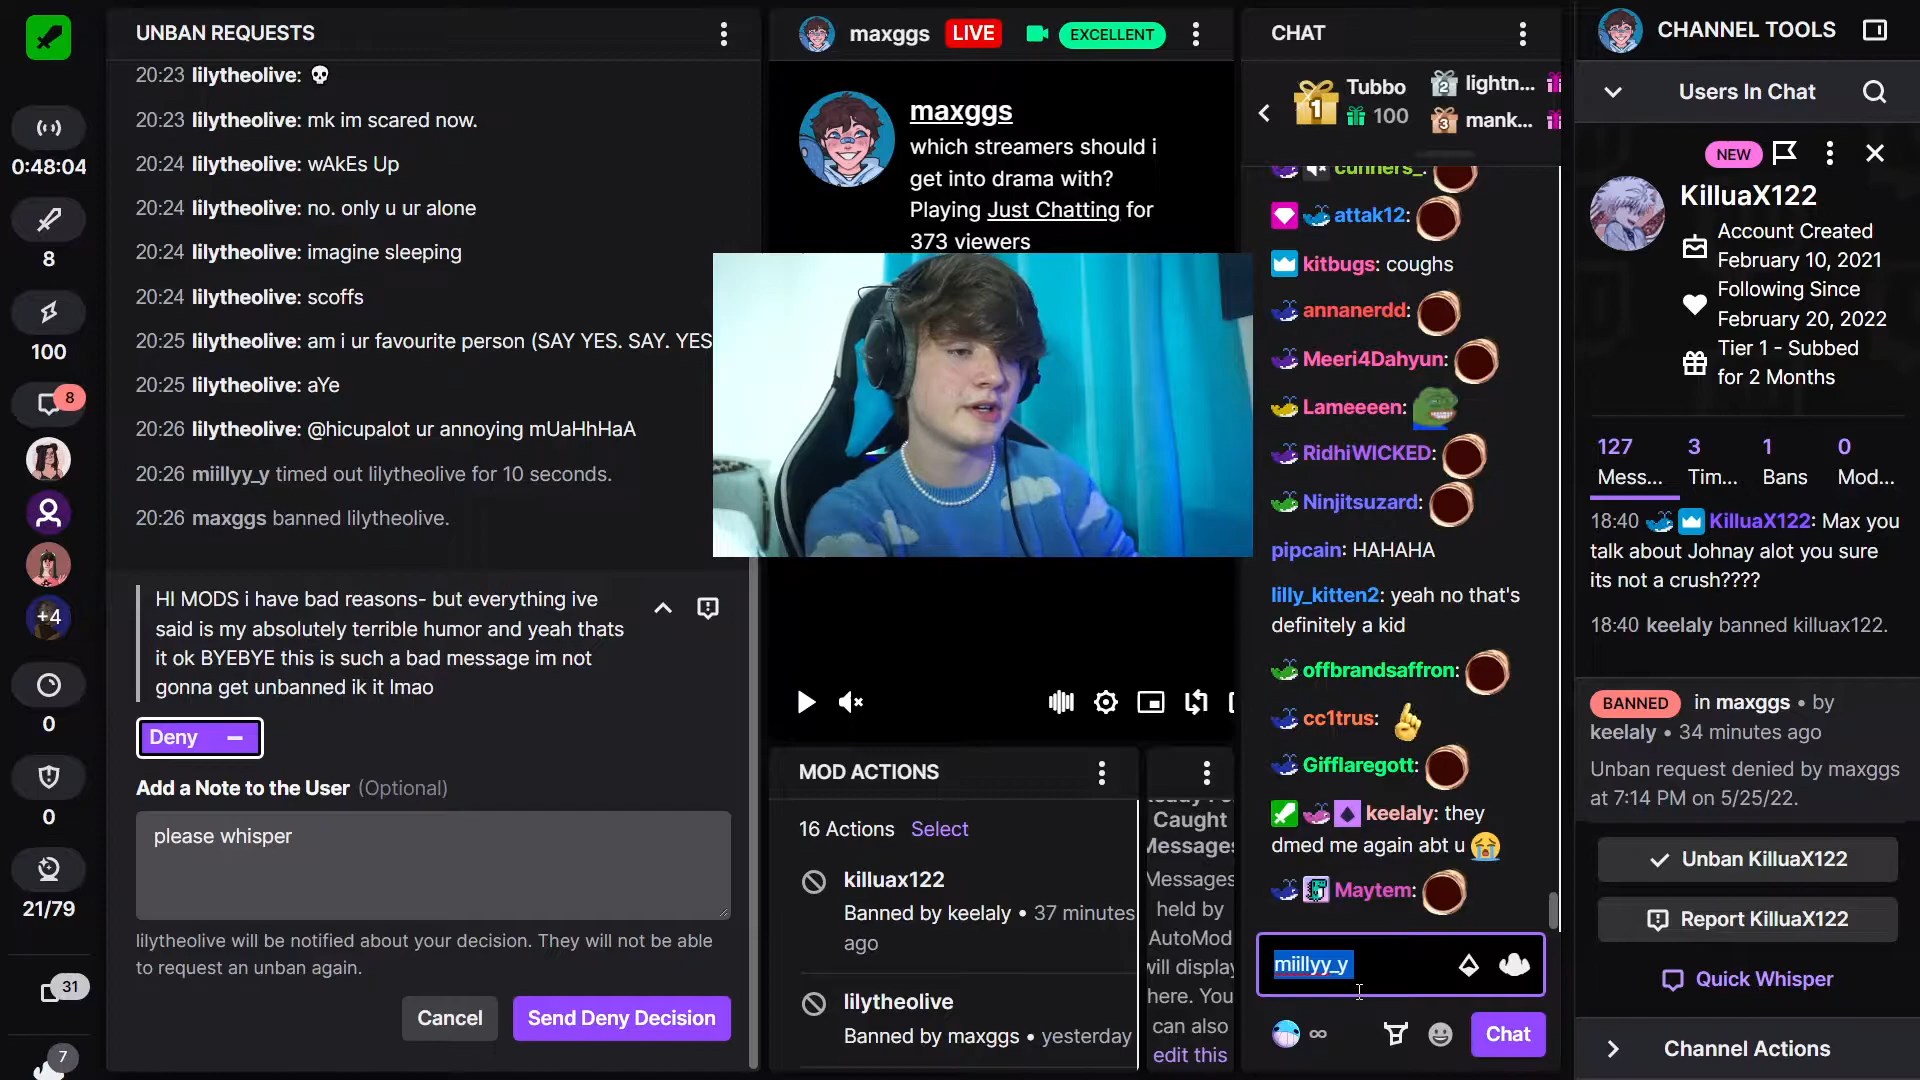 0:48:04
8
100
8
+4
0
0
21/79
31
7
UNBAN REQUESTS
20:23 lilytheolive: 💀
20:23 lilytheolive: mk im scared now.
20:24 lilytheolive: wAkEs Up
20:24 lilytheolive: no. only u ur alone
20:24 lilytheolive: imagine sleeping
20:24 lilytheolive: scoffs
20:25 lilytheolive: am i ur favourite person (SAY YES. SAY. YES
20:25 lilytheolive: aYe
20:26 lilytheolive: @hicupalot ur annoying mUaHhHaA
20:26 miillyy_y timed out lilytheolive for 10 seconds.
20:26 maxggs banned lilytheolive.
HI MODS i have bad reasons- but everything ive
said is my absolutely terrible humor and yeah thats
it ok BYEBYE this is such a bad message im not
gonna get unbanned ik it lmao
Deny
Add a Note to the User (Optional)
please whisper
lilytheolive will be notified about your decision. They will not be able
to request an unban again.
Cancel
Send Deny Decision
maxggs LIVE EXCELLENT
maxggs
which streamers should i
get into drama with?
Playing Just Chatting for
373 viewers
MOD ACTIONS
16 Actions Select
killuax122
Banned by keelaly • 37 minutes
ago
lilytheolive
Banned by maxggs • yesterday
Caught
Messages
Messages
held by
AutoMod
will display
here. You
can also
edit this
CHAT
1 Tubbo
100
2 lightn...
3 mank...
cunners_:
attak12:
kitbugs: coughs
annanerdd:
Meeri4Dahyun:
Lameeeen:
RidhiWICKED:
Ninjitsuzard:
pipcain: HAHAHA
lilly_kitten2: yeah no that's
definitely a kid
offbrandsaffron:
cc1trus: ☝
Gifflaregott:
keelaly: they
dmed me again abt u 😭
Maytem:
miillyy_y
∞
Chat
CHANNEL TOOLS
Users In Chat
NEW
KilluaX122
Account Created
February 10, 2021
Following Since
February 20, 2022
Tier 1 - Subbed
for 2 Months
127 3 1 0
Mess... Tim... Bans Mod...
18:40 KilluaX122: Max you
talk about Johnay alot you sure
its not a crush????
18:40 keelaly banned killuax122.
BANNED in maxggs • by
keelaly • 34 minutes ago
Unban request denied by maxggs
at 7:14 PM on 5/25/22.
Unban KilluaX122
Report KilluaX122
Quick Whisper
Channel Actions